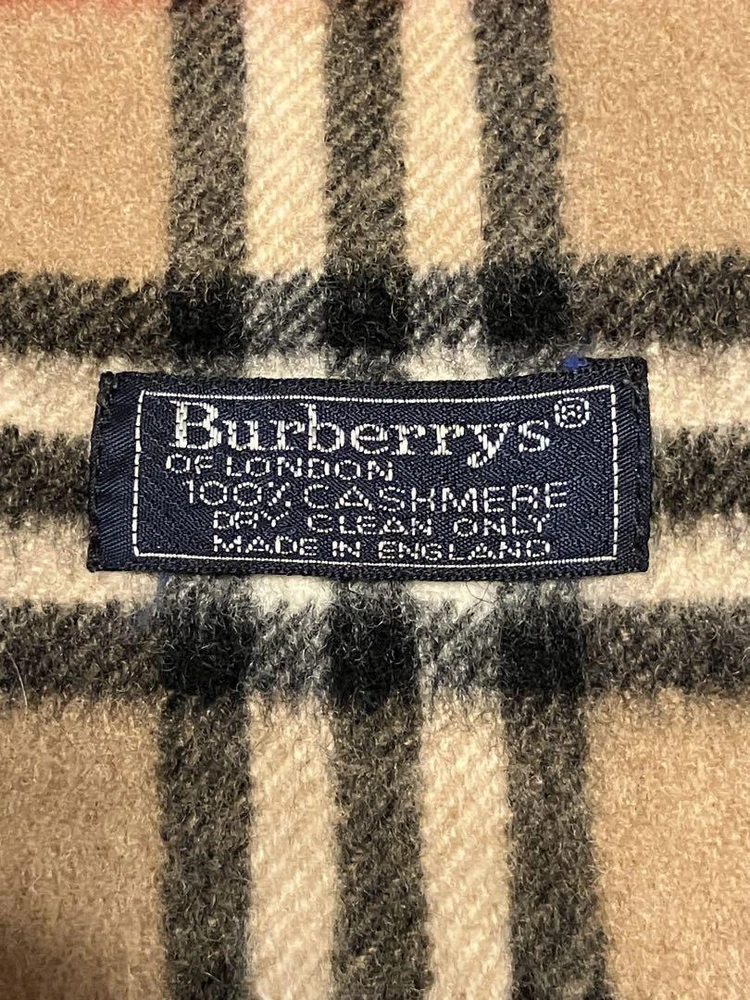 Burberrys®
OF LONDON
100% CASHMERE
DRY CLEAN ONLY
MADE IN ENGLAND